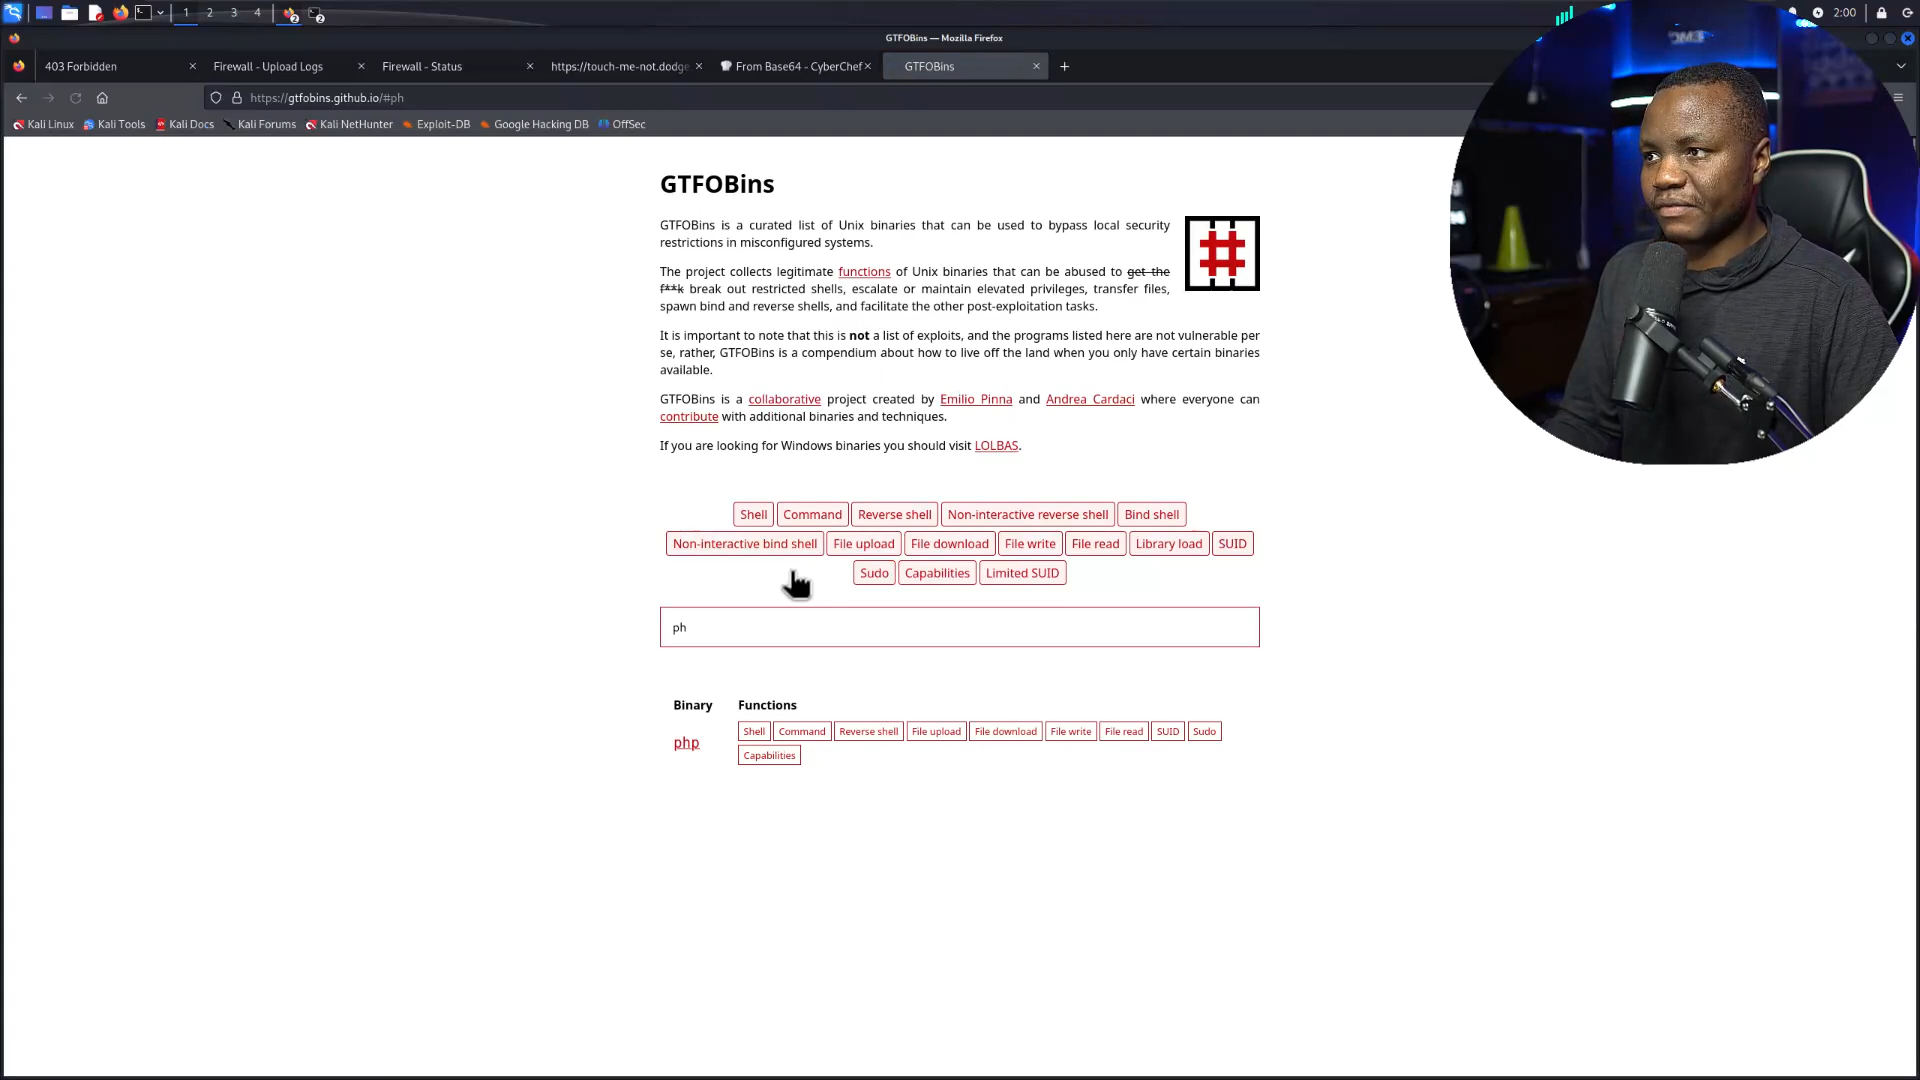 1 2 3 4 2 2 2:00
GTFOBins — Mozilla Firefox
403 Forbidden Firewall - Upload Logs Firewall - Status https://touch-me-not.dodge From Base64 - CyberChef GTFOBins
https://gtfobins.github.io/#ph
Kali Linux Kali Tools Kali Docs Kali Forums Kali NetHunter Exploit-DB Google Hacking DB OffSec
GTFOBins
GTFOBins is a curated list of Unix binaries that can be used to bypass local security
restrictions in misconfigured systems.
The project collects legitimate functions of Unix binaries that can be abused to get the
f**k break out restricted shells, escalate or maintain elevated privileges, transfer files,
spawn bind and reverse shells, and facilitate the other post-exploitation tasks.
It is important to note that this is not a list of exploits, and the programs listed here are not vulnerable per
se, rather, GTFOBins is a compendium about how to live off the land when you only have certain binaries
available.
GTFOBins is a collaborative project created by Emilio Pinna and Andrea Cardaci where everyone can
contribute with additional binaries and techniques.
If you are looking for Windows binaries you should visit LOLBAS.
Shell Command Reverse shell Non-interactive reverse shell Bind shell
Non-interactive bind shell File upload File download File write File read Library load SUID
Sudo Capabilities Limited SUID
ph
Binary Functions
php Shell Command Reverse shell File upload File download File write File read SUID Sudo
Capabilities